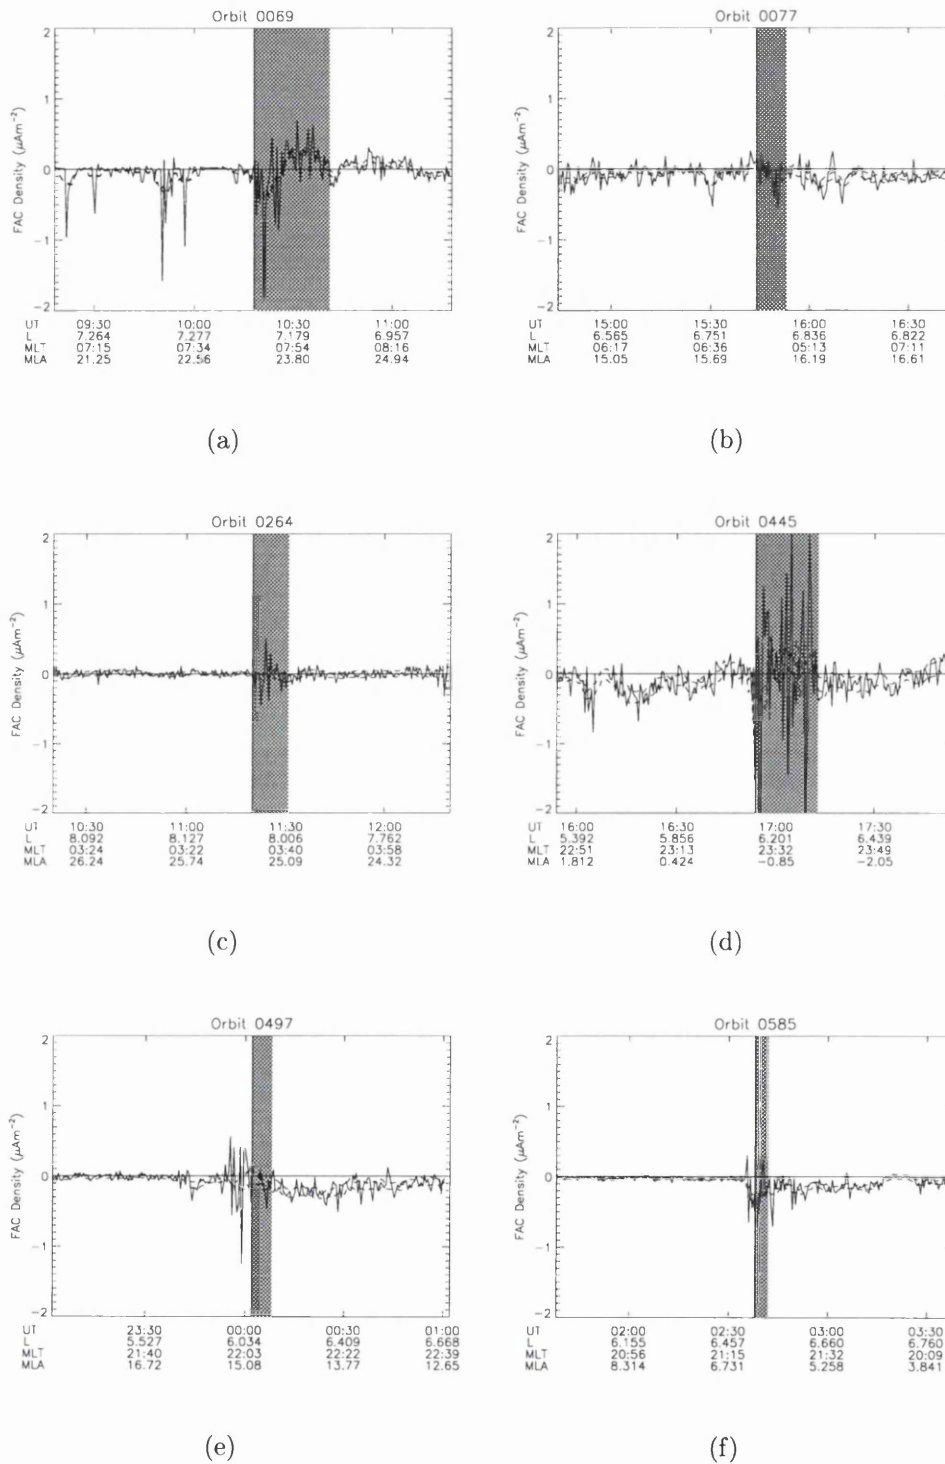 Orbit 0069
2
1
0
−1
−2
FAC Density (μAm⁻²)
UT 09:30 10:00 10:30 11:00
L 7.264 7.277 7.179 6.957
MLT 07:15 07:34 07:54 08:16
MLA 21.25 22.56 23.80 24.94
(a)
Orbit 0077
2
1
0
−1
−2
FAC Density (μAm⁻²)
UT 15:00 15:30 16:00 16:30
L 6.565 6.751 6.836 6.822
MLT 06:17 06:36 05:13 07:11
MLA 15.05 15.69 16.19 16.61
(b)
Orbit 0264
2
1
0
−1
−2
FAC Density (μAm⁻²)
UT 10:30 11:00 11:30 12:00
L 8.092 8.127 8.006 7.762
MLT 03:24 03:22 03:40 03:58
MLA 26.24 25.74 25.09 24.32
(c)
Orbit 0445
2
1
0
−1
−2
FAC Density (μAm⁻²)
UT 16:00 16:30 17:00 17:30
L 5.392 5.856 6.201 6.439
MLT 22:51 23:13 23:32 23:49
MLA 1.812 0.424 −0.85 −2.05
(d)
Orbit 0497
2
1
0
−1
−2
FAC Density (μAm⁻²)
UT 23:30 00:00 00:30 01:00
L 5.527 6.034 6.409 6.668
MLT 21:40 22:03 22:22 22:39
MLA 16.72 15.08 13.77 12.65
(e)
Orbit 0585
2
1
0
−1
−2
FAC Density (μAm⁻²)
UT 02:00 02:30 03:00 03:30
L 6.155 6.457 6.660 6.760
MLT 20:56 21:15 21:32 20:09
MLA 8.314 6.731 5.258 3.841
(f)